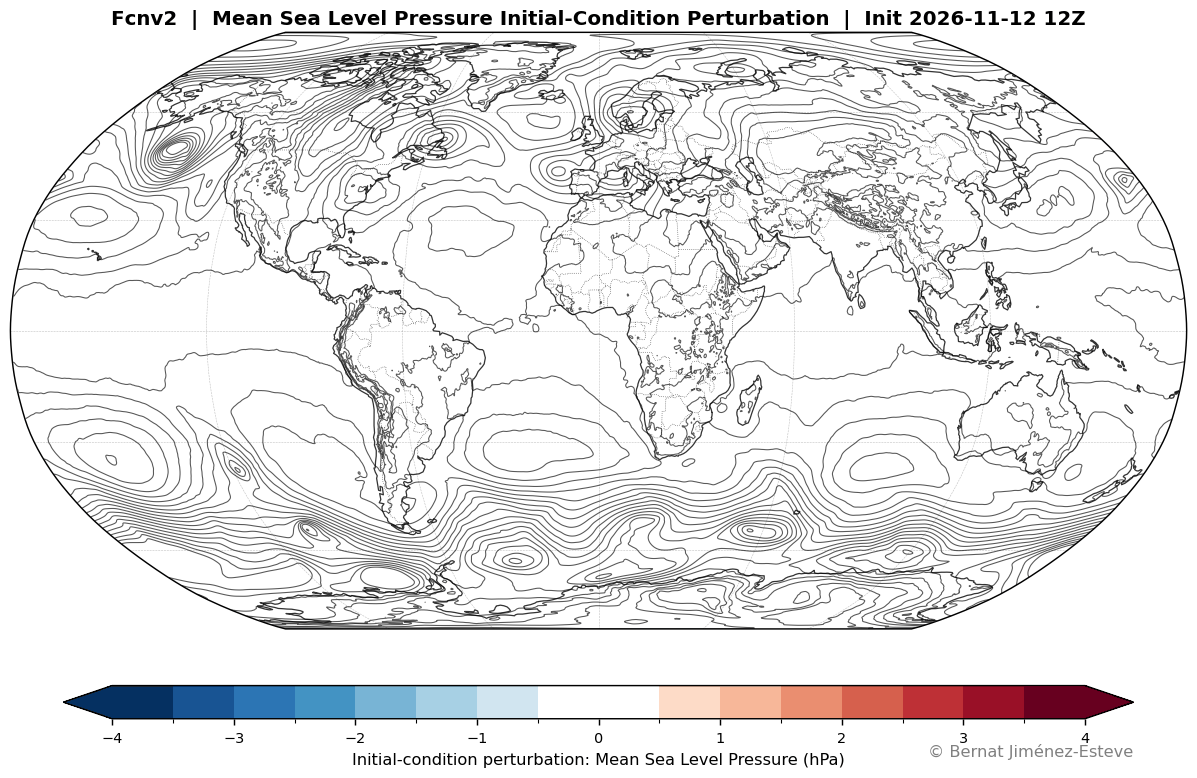 Fcnv2 | Mean Sea Level Pressure Initial-Condition Perturbation | Init 2026-11-12 12Z
−4 −3 −2 −1 0 1 2 3 4
Initial-condition perturbation: Mean Sea Level Pressure (hPa)
© Bernat Jiménez-Esteve